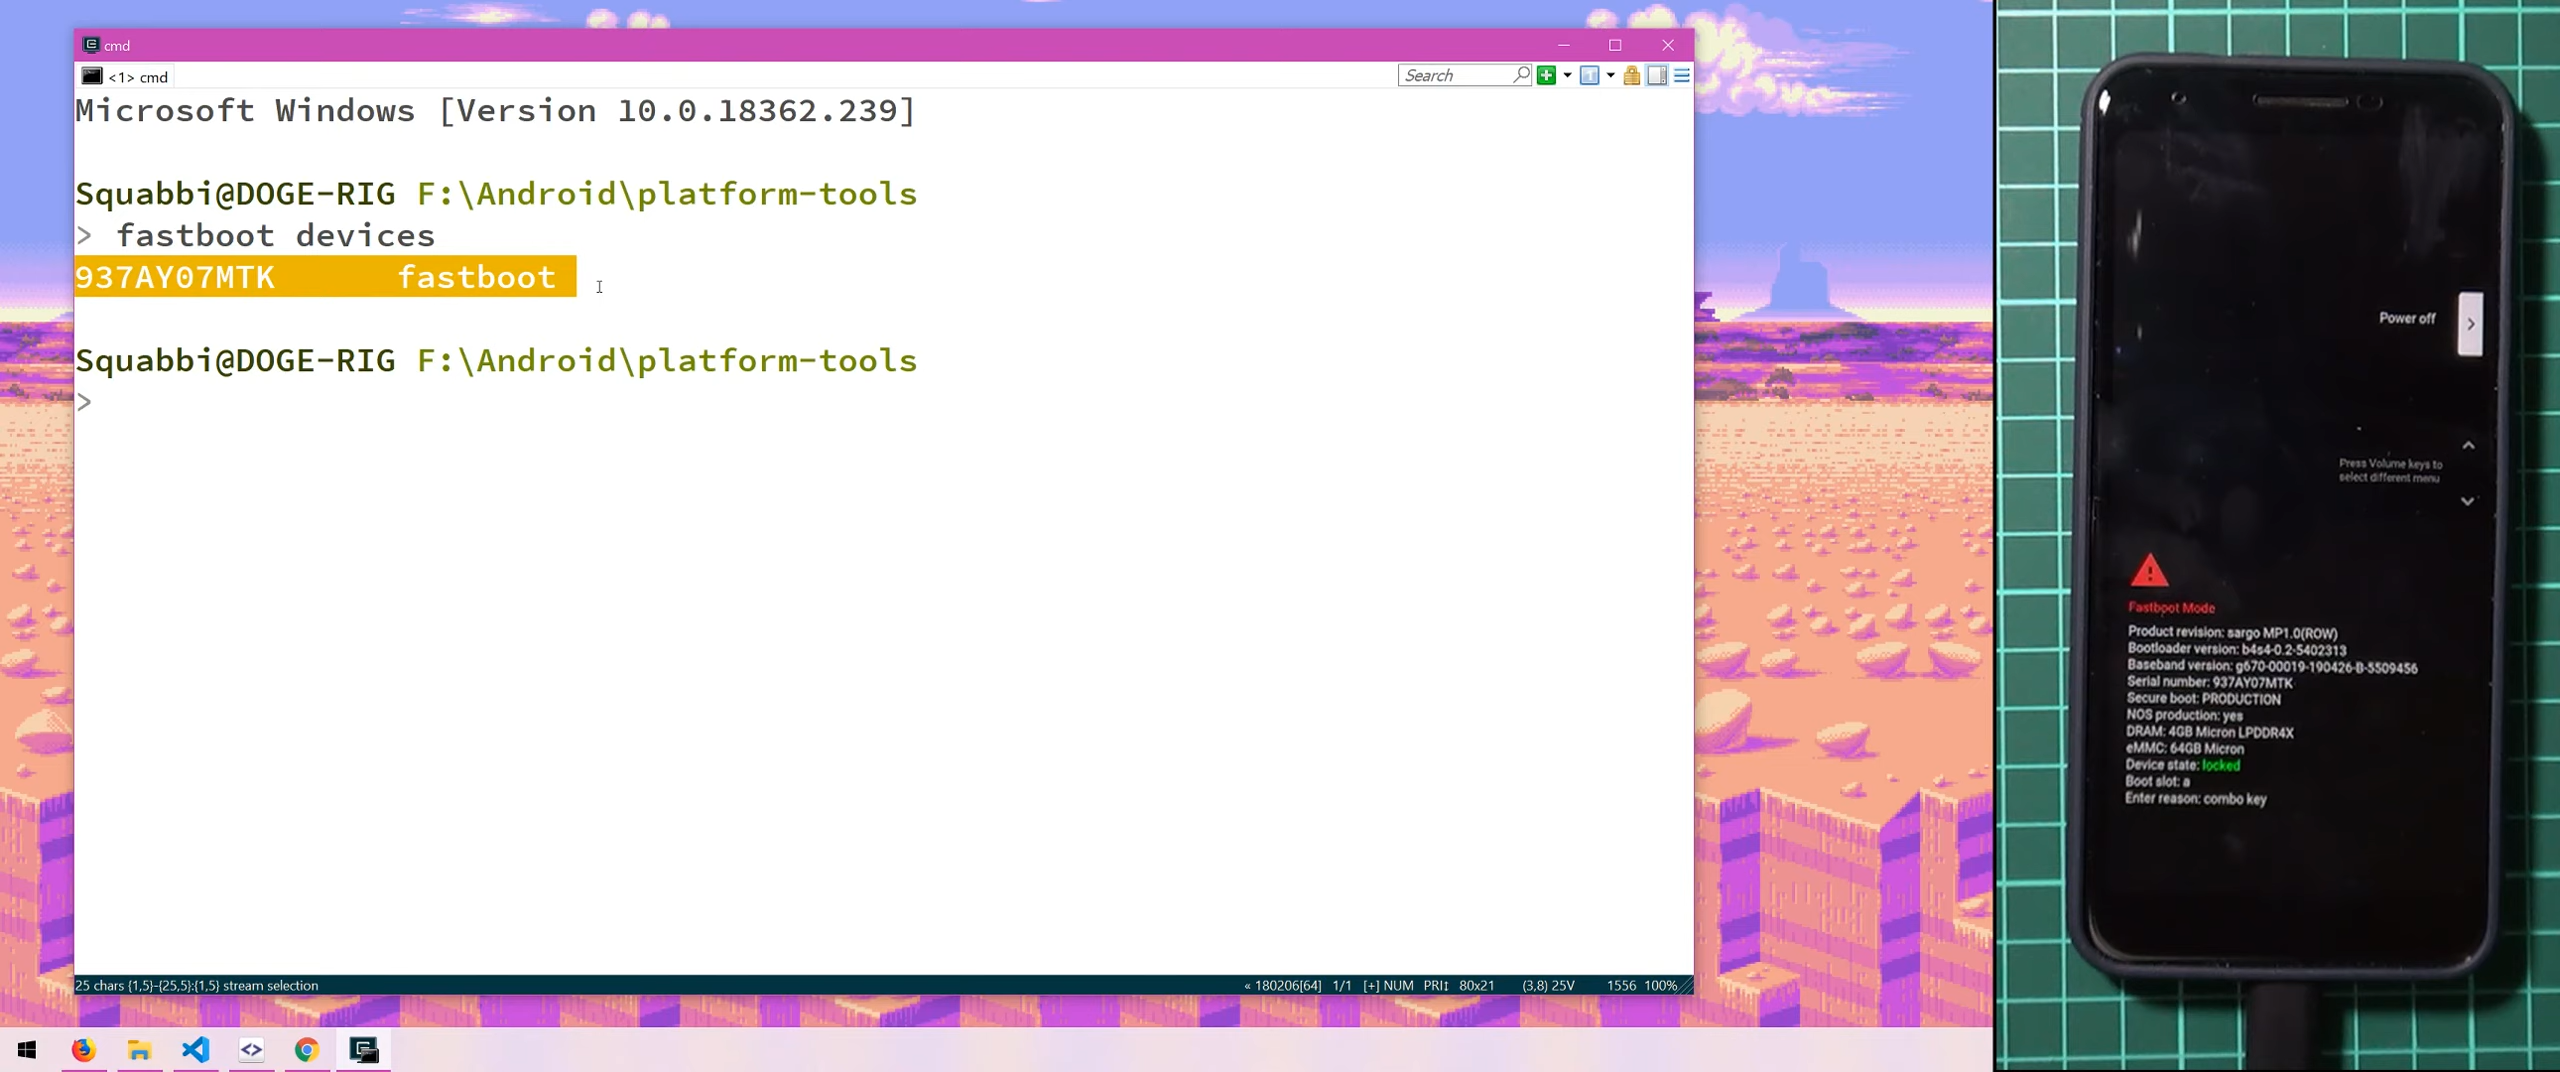 cmd
<1> cmd
Search
Microsoft Windows [Version 10.0.18362.239]
Squabbi@DOGE-RIG F:\Android\platform-tools
> fastboot devices
937AY07MTK fastboot
Squabbi@DOGE-RIG F:\Android\platform-tools
>
25 chars {1,5}-{25,5}:{1,5} stream selection
« 180206[64] 1/1 [+] NUM PRI↕ 80x21 (3,8) 25V 1556 100%
Power off
Press Volume keys to
select different menu
Fastboot Mode
Product revision: sargo MP1.0(ROW)
Bootloader version: b4s4-0.2-5402313
Baseband version: g670-00019-190426-B-5509456
Serial number: 937AY07MTK
Secure boot: PRODUCTION
NOS production: yes
DRAM: 4GB Micron LPDDR4X
eMMC: 64GB Micron
Device state: locked
Boot slot: a
Enter reason: combo key